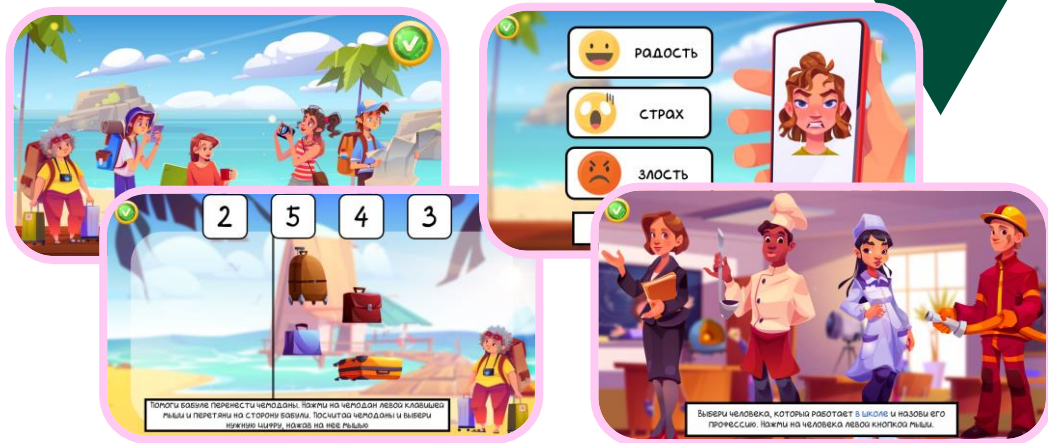 РАДОСТЬ
СТРАХ
ЗЛОСТЬ
2 5 4 3
Помоги бабуле перенести чемоданы. Нажми на чемодан левой клавишей
мыши и перетяни на сторону бабули. Посчитай чемоданы и выбери
нужную цифру, нажав на нее мышью
Выбери человека, который работает в школе и назови его
профессию. Нажми на человека левой кнопкой мыши.